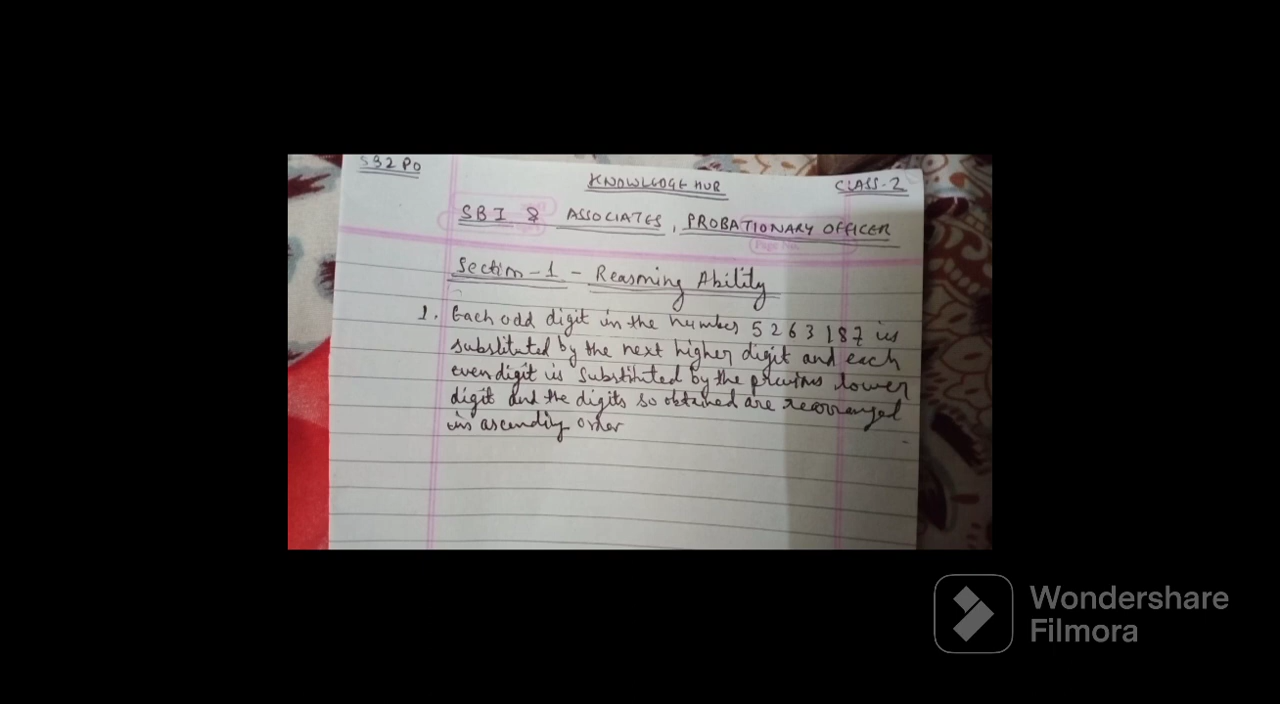 SB2 PO
KNOWLEDGE HUB
CLASS-2
SBI & ASSOCIATES, PROBATIONARY OFFICER
Section-1 - Reasoning Ability
1. Each odd digit in the number 5263187 is
substituted by the next higher digit and each
even digit is substituted by the previous lower
digit and the digits so obtained are rearranged
in ascending order
Wondershare
Filmora